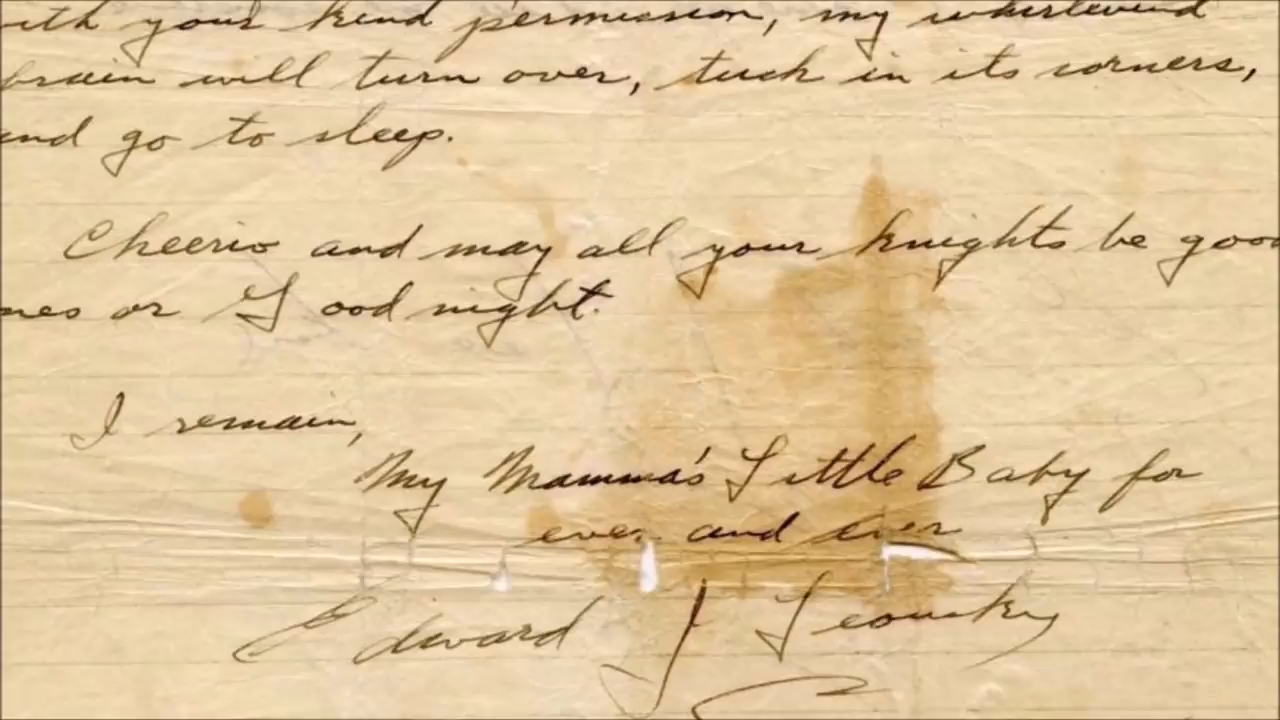 ith your kind permission, my whirlwind
brain will turn over, tuck in its corners,
and go to sleep.
Cheerio and may all your knights be good
nes or Good night.
I remain,
My Mamma's Little Baby for
ever and ever
Edward J